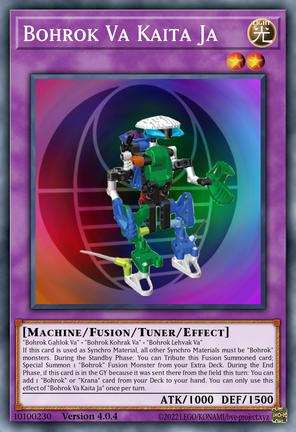 Bohrok Va Kaita Ja
LIGHT
光
[Machine/Fusion/Tuner/Effect]
"Bohrok Gahlok Va" + "Bohrok Kohrak Va" + "Bohrok Lehvak Va"
If this card is used as Synchro Material, all other Synchro Materials must be "Bohrok"
monsters. During the Standby Phase: You can Tribute this Fusion Summoned card;
Special Summon 1 "Bohrok" Fusion Monster from your Extra Deck. During the End
Phase, if this card is in the GY because it was sent there from the field this turn: You can
add 1 "Bohrok" or "Krana" card from your Deck to your hand. You can only use this
effect of "Bohrok Va Kaita Ja" once per turn.
ATK/1000 DEF/1500
10100230 Version 4.0.4 ©2022 LEGO/KONAMI/bye-project.xyz